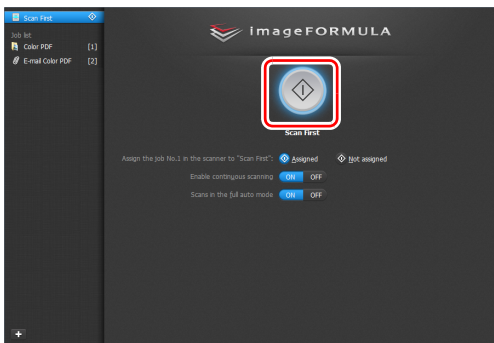 Scan First
Job list
Color PDF [1]
E-mail Color PDF [2]
imageFORMULA
Scan First
Assign the job No.1 in the scanner to "Scan First": Assigned Not assigned
Enable continuous scanning ON OFF
Scans in the full auto mode ON OFF